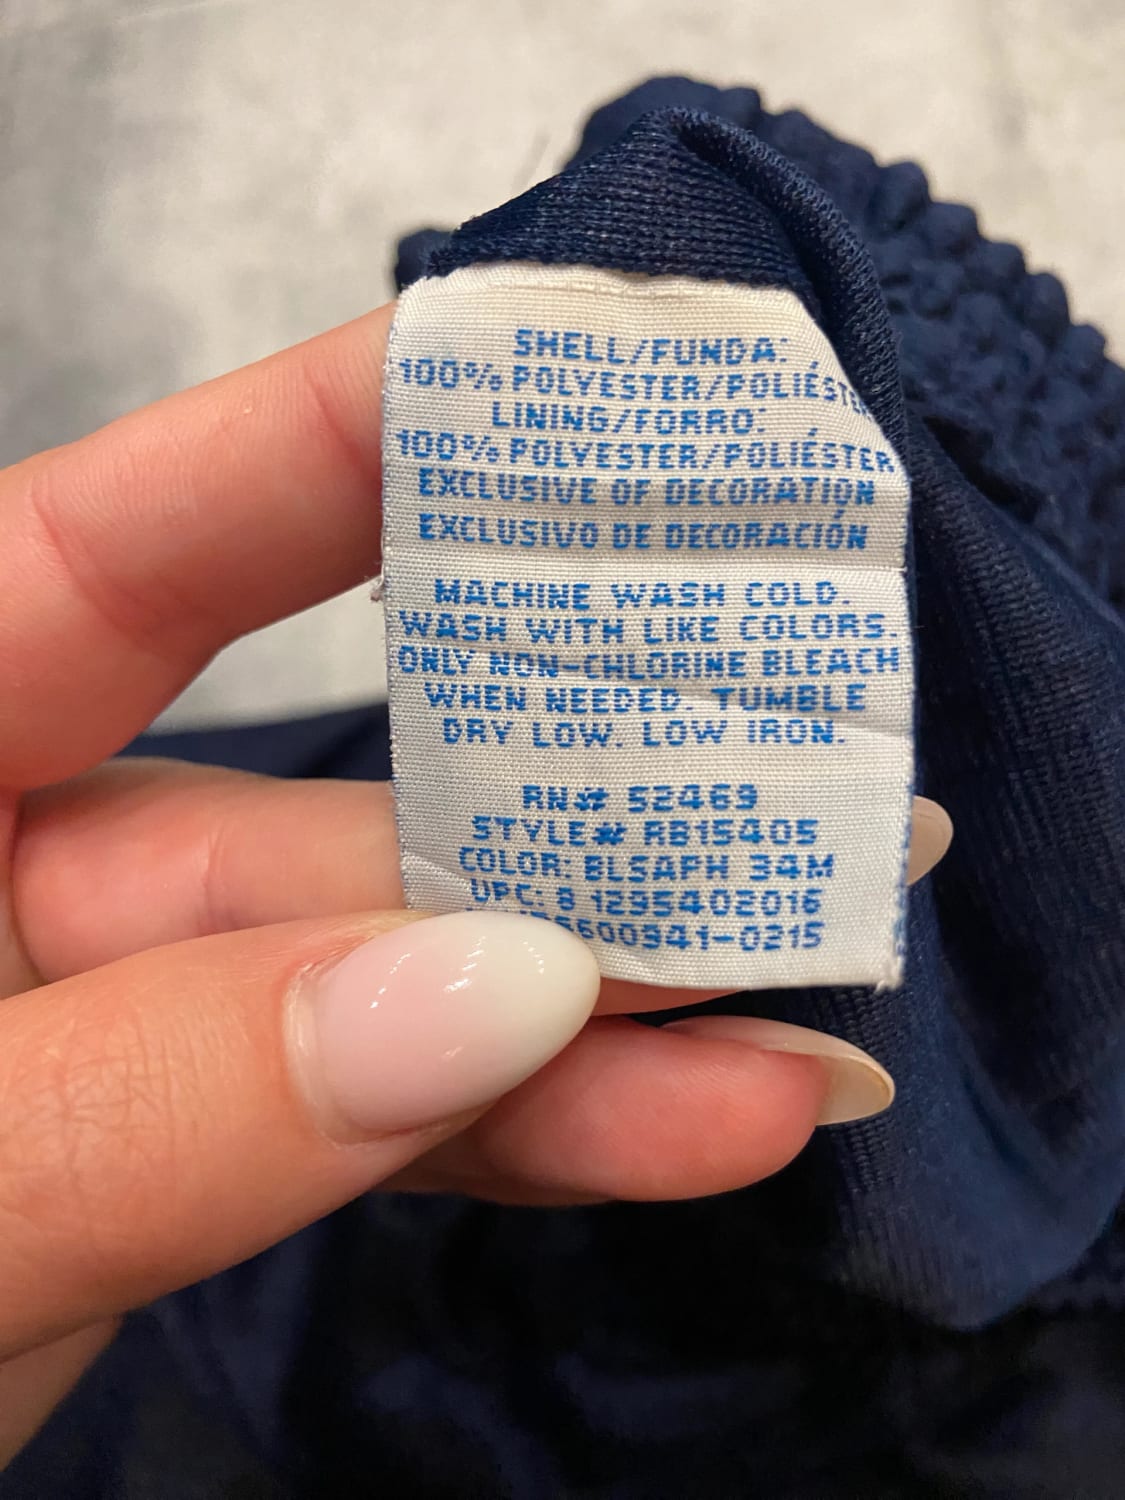 SHELL/FUNDA:
100% POLYESTER/POLIÉSTER
LINING/FORRO:
100% POLYESTER/POLIÉSTER
EXCLUSIVE OF DECORATION
EXCLUSIVO DE DECORACIÓN
MACHINE WASH COLD.
WASH WITH LIKE COLORS.
ONLY NON-CHLORINE BLEACH
WHEN NEEDED. TUMBLE
DRY LOW. LOW IRON.
RN# 52469
STYLE# RB15405
COLOR: BLSAPH 34M
UPC: 8 1295402016
600941-0215